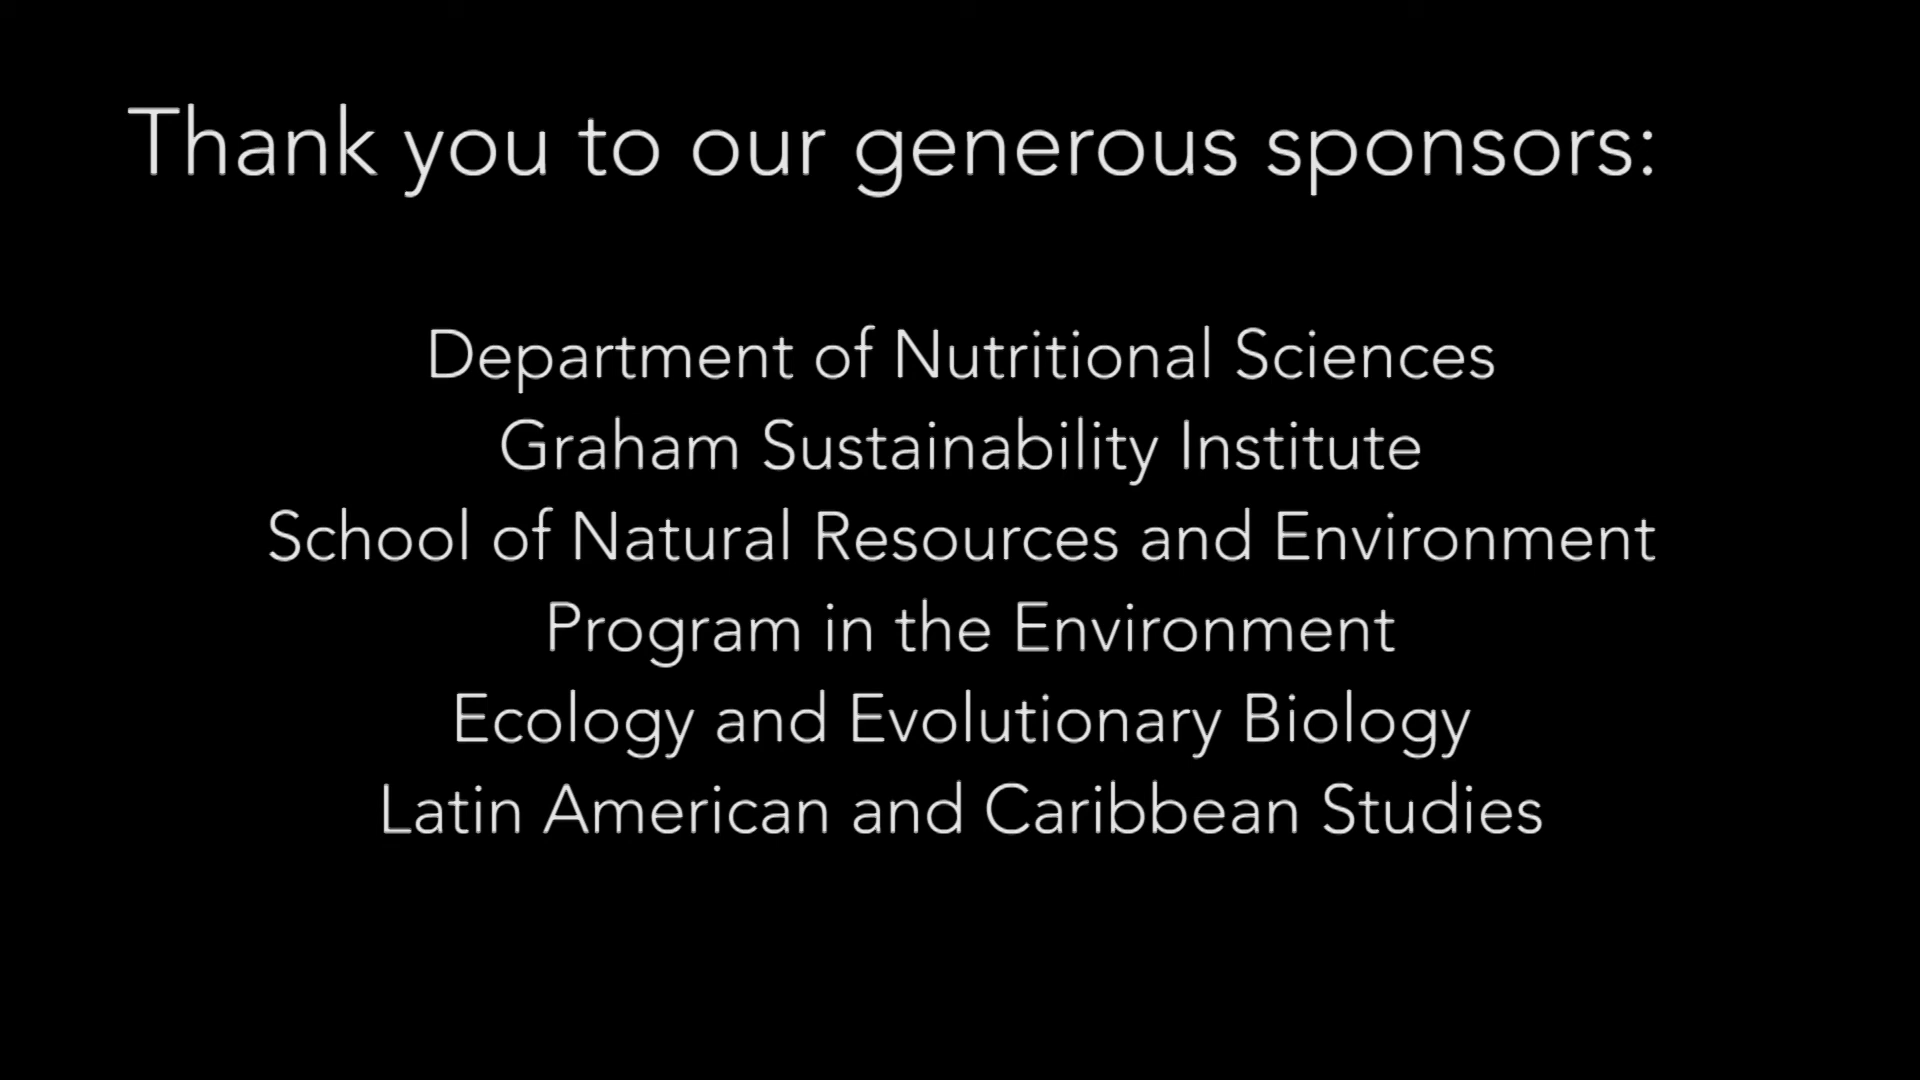 Thank you to our generous sponsors:
Department of Nutritional Sciences
Graham Sustainability Institute
School of Natural Resources and Environment
Program in the Environment
Ecology and Evolutionary Biology
Latin American and Caribbean Studies